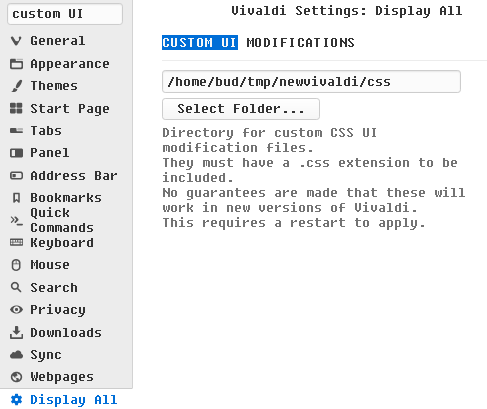 custom UI
General
Appearance
Themes
Start Page
Tabs
Panel
Address Bar
Bookmarks
Quick
Commands
Keyboard
Mouse
Search
Privacy
Downloads
Sync
Webpages
Display All
Vivaldi Settings: Display All
CUSTOM UI MODIFICATIONS
/home/bud/tmp/newvivaldi/css
Select Folder...
Directory for custom CSS UI
modification files.
They must have a .css extension to be
included.
No guarantees are made that these will
work in new versions of Vivaldi.
This requires a restart to apply.